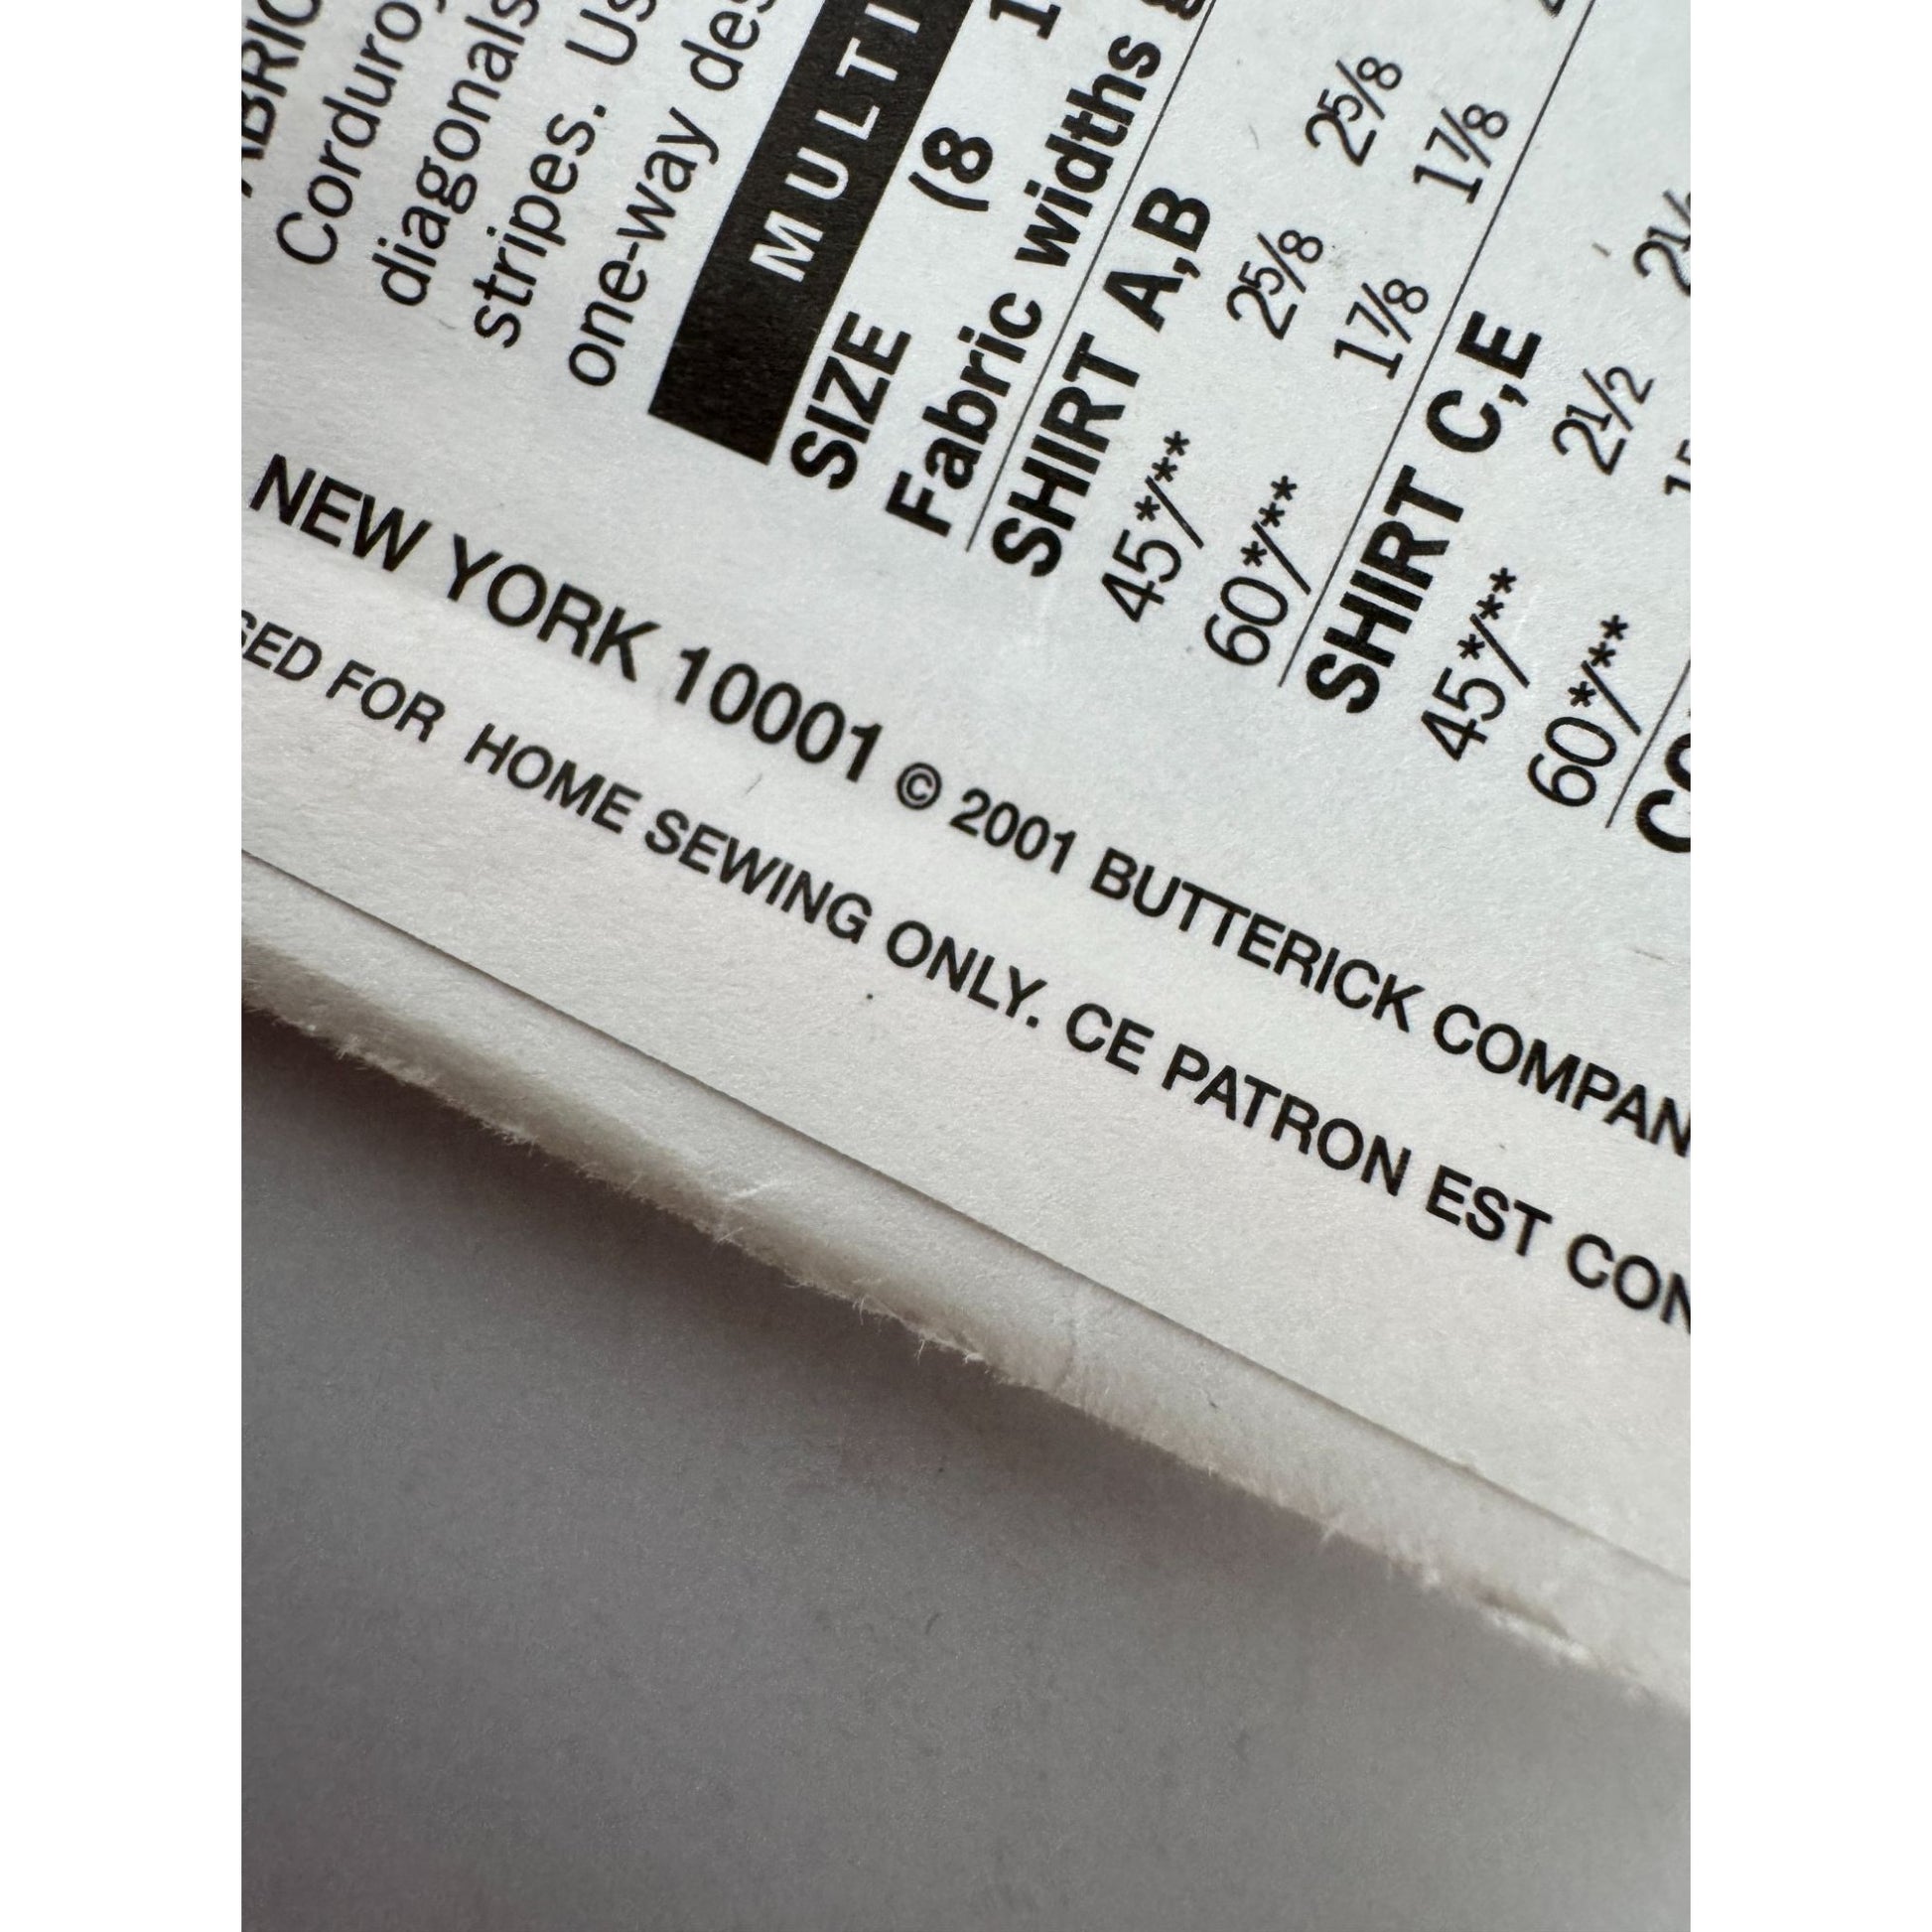 Corduroy
diagonals
stripes.
one-way
MULTI
SIZE (8
Fabric widths
SHIRT A,B
45*/** 25/8 25/8
60*/** 17/8 17/8
SHIRT C,E
45*/** 21/2
60*/**
NEW YORK 10001 © 2001 BUTTERICK COMPAN
SED FOR HOME SEWING ONLY. CE PATRON EST CON